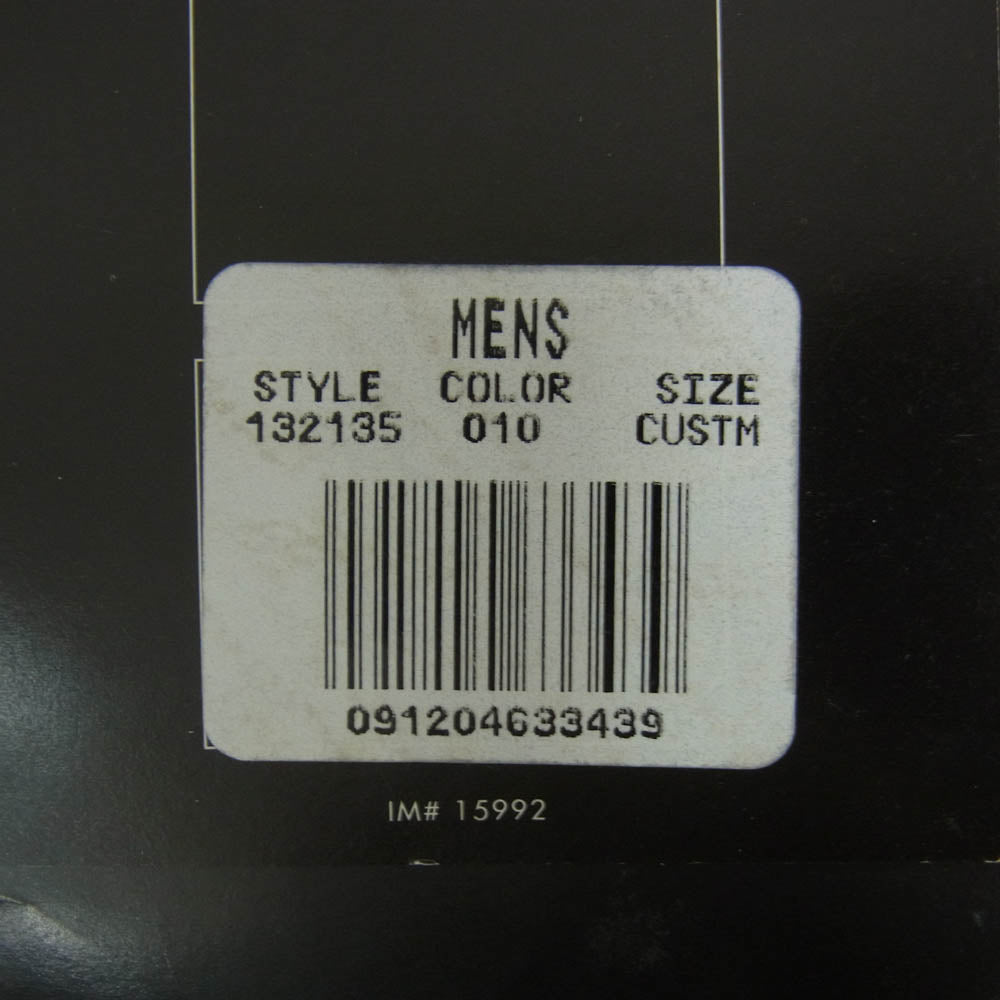 MENS
STYLE COLOR SIZE
132135 010 CUSTM
091204633439
IM# 15992